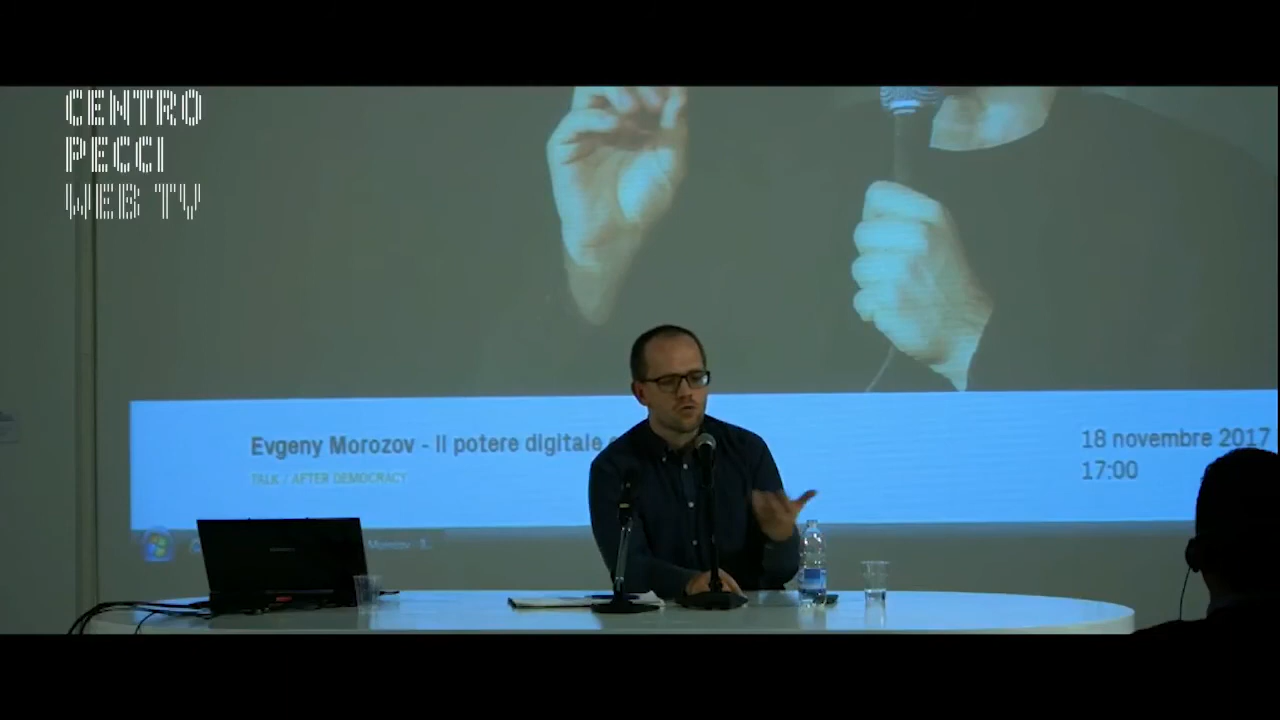 CENTRO
PECCI
WEB TV
Evgeny Morozov - Il potere digitale
18 novembre 2017
TALK / AFTER DEMOCRACY
17:00